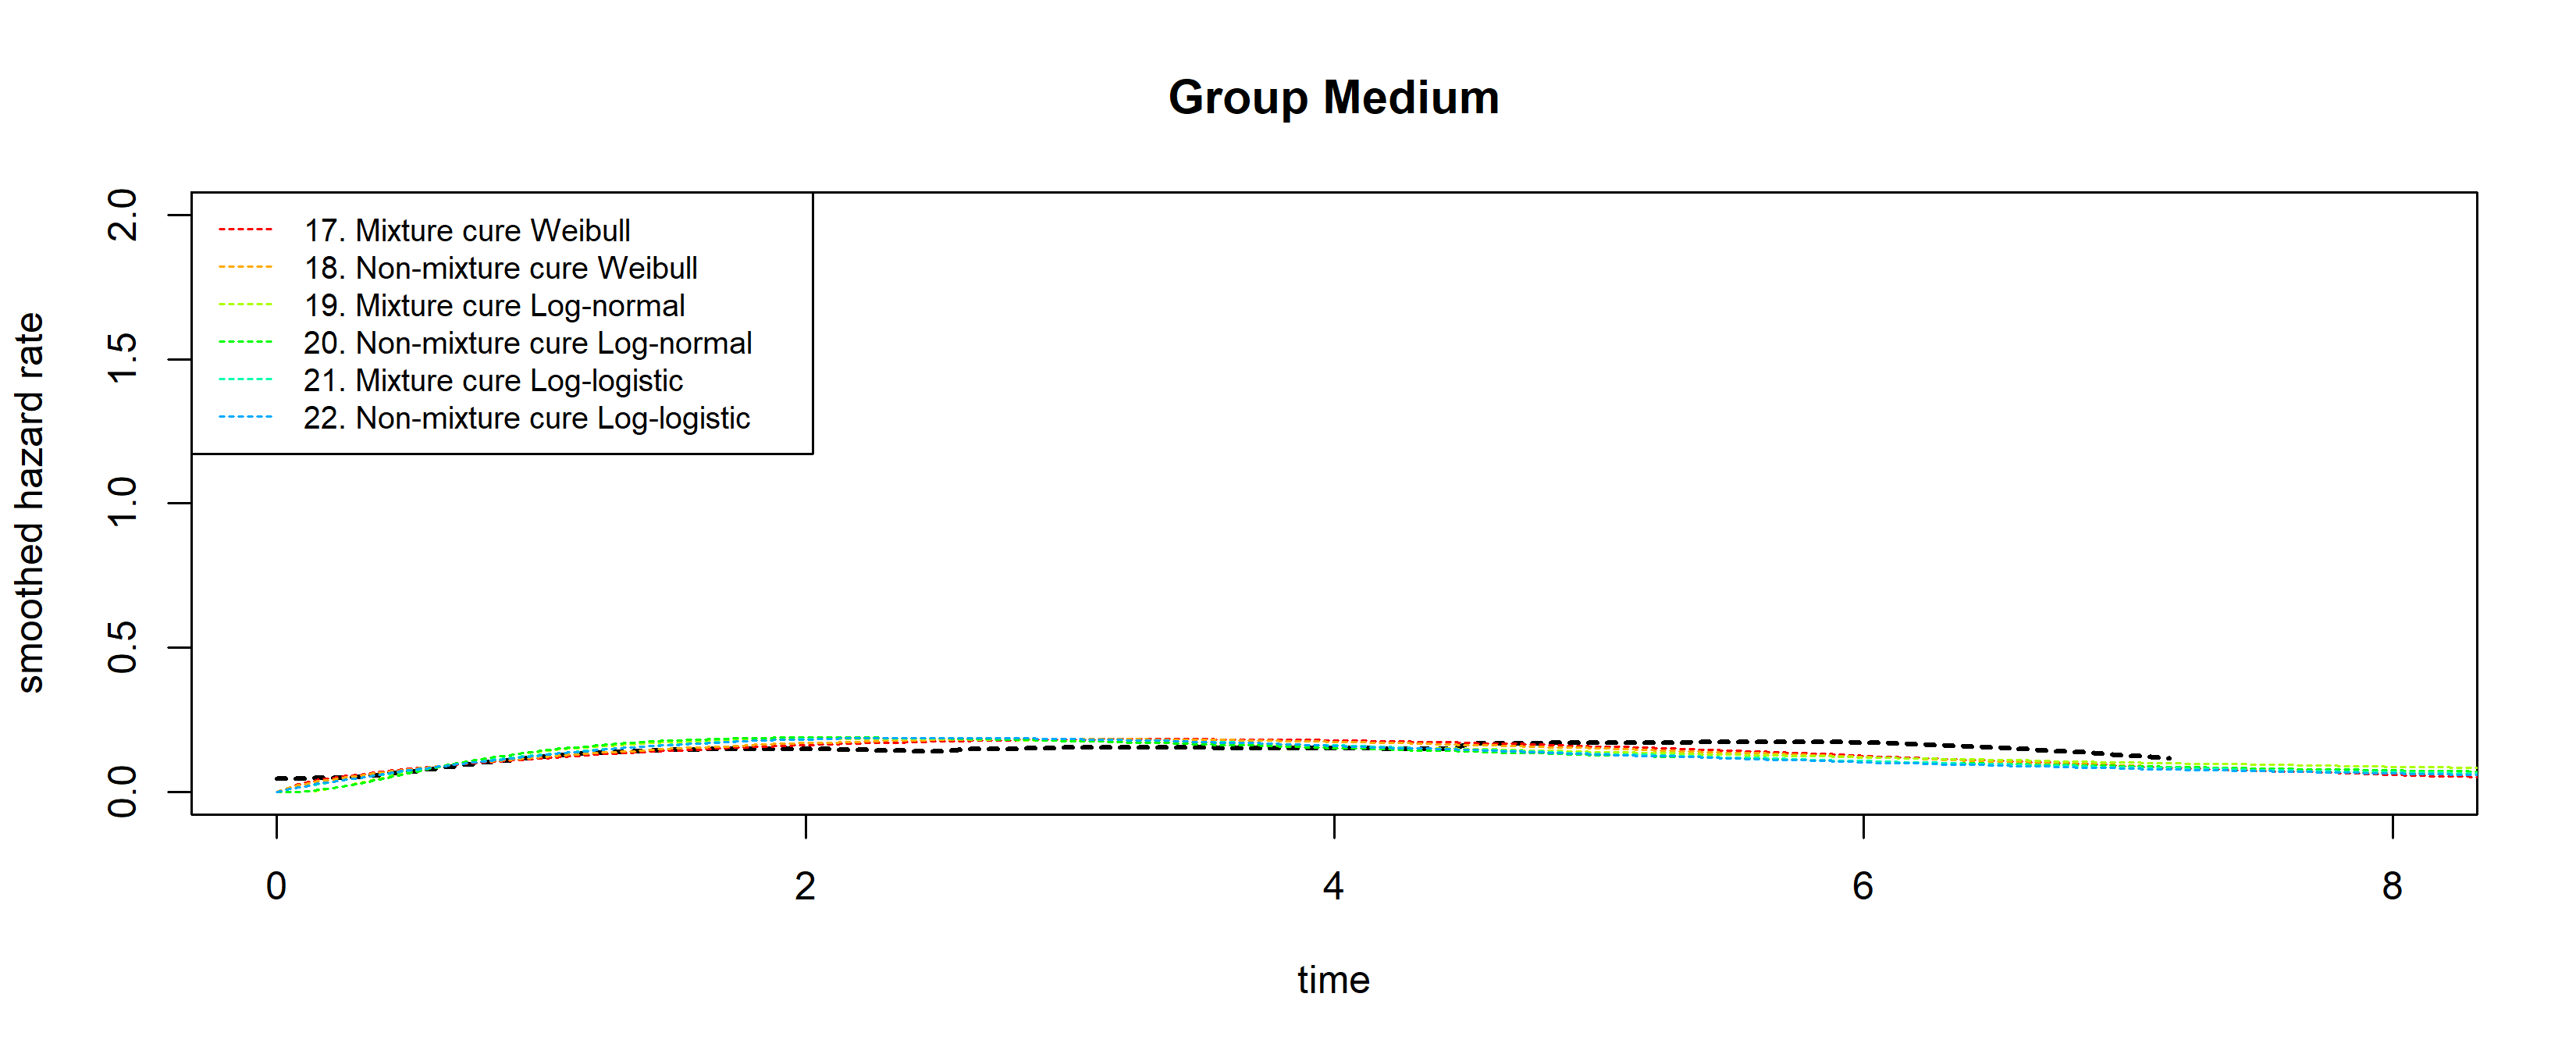 Group Medium
17. Mixture cure Weibull
18. Non-mixture cure Weibull
19. Mixture cure Log-normal
20. Non-mixture cure Log-normal
21. Mixture cure Log-logistic
22. Non-mixture cure Log-logistic
smoothed hazard rate
2.0
1.5
1.0
0.5
0.0
0 2 4 6 8
time